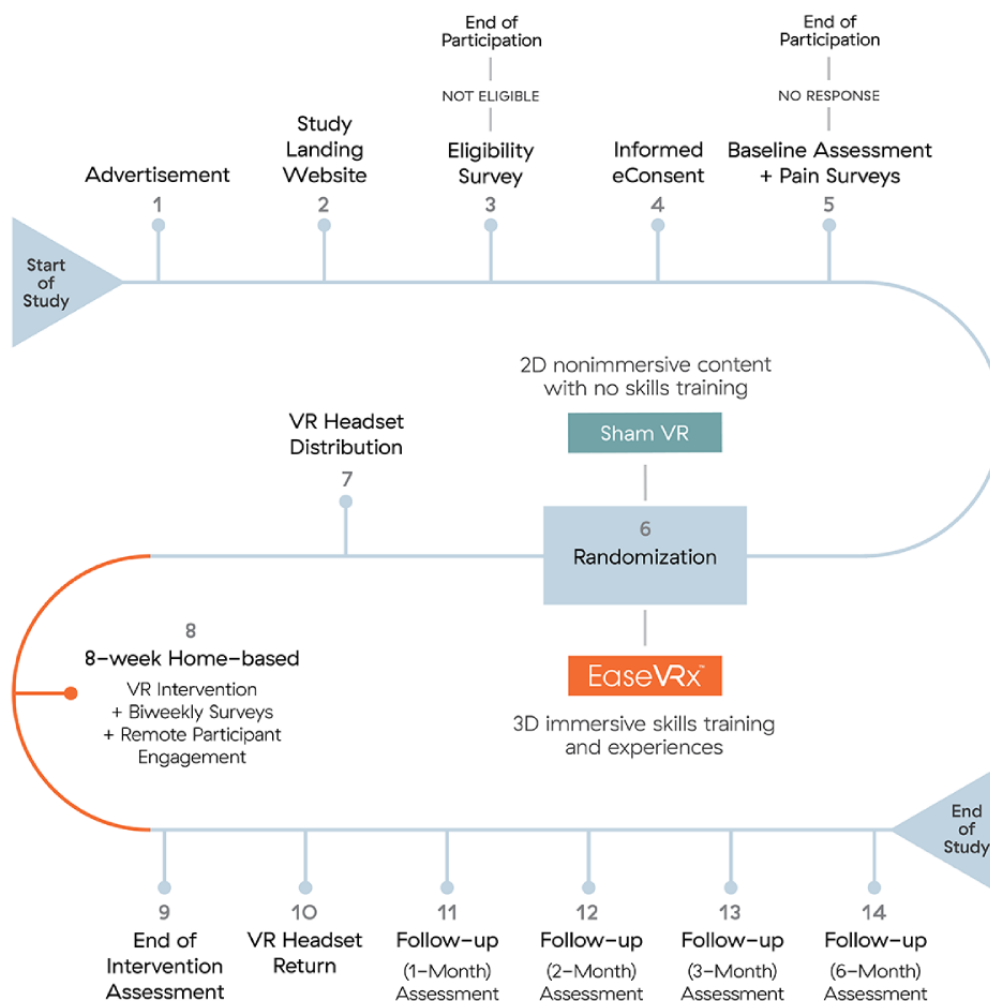 End of
Participation
NOT ELIGIBLE
End of
Participation
NO RESPONSE
Advertisement
1
Study
Landing
Website
2
Eligibility
Survey
3
Informed
eConsent
4
Baseline Assessment
+ Pain Surveys
5
Start
of
Study
2D nonimmersive content
with no skills training
Sham VR
6
Randomization
EaseVRx™
3D immersive skills training
and experiences
VR Headset
Distribution
7
8
8-week Home-based
VR Intervention
+ Biweekly Surveys
+ Remote Participant
Engagement
End
of
Study
9
End of
Intervention
Assessment
10
VR Headset
Return
11
Follow-up
(1-Month)
Assessment
12
Follow-up
(2-Month)
Assessment
13
Follow-up
(3-Month)
Assessment
14
Follow-up
(6-Month)
Assessment